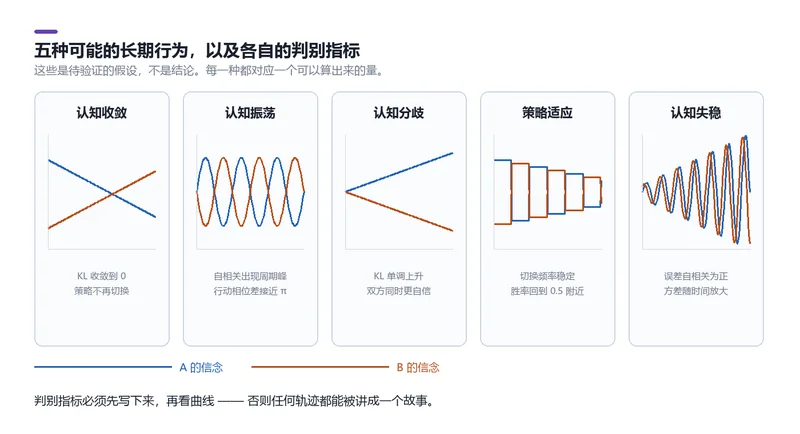 五种可能的长期行为，以及各自的判别指标
这些是待验证的假设，不是结论。每一种都对应一个可以算出来的量。
认知收敛
KL 收敛到 0
策略不再切换
认知振荡
自相关出现周期峰
行动相位差接近 π
认知分歧
KL 单调上升
双方同时更自信
策略适应
切换频率稳定
胜率回到 0.5 附近
认知失稳
误差自相关为正
方差随时间放大
A 的信念
B 的信念
判别指标必须先写下来，再看曲线 —— 否则任何轨迹都能被讲成一个故事。